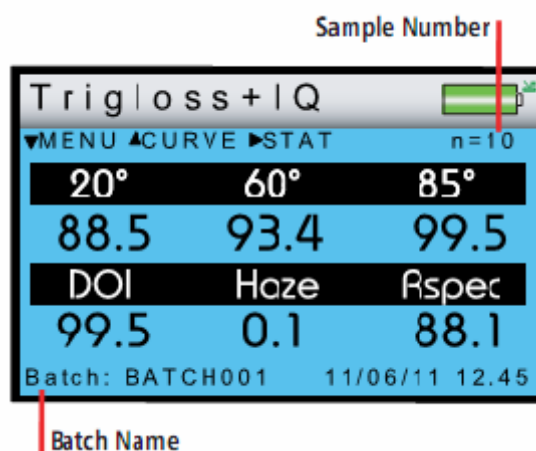 Sample Number
Trigloss+IQ
▼MENU ▲CURVE ►STAT n=10
20° 60° 85°
88.5 93.4 99.5
DOI Haze Rspec
99.5 0.1 88.1
Batch: BATCH001 11/06/11 12.45
Batch Name